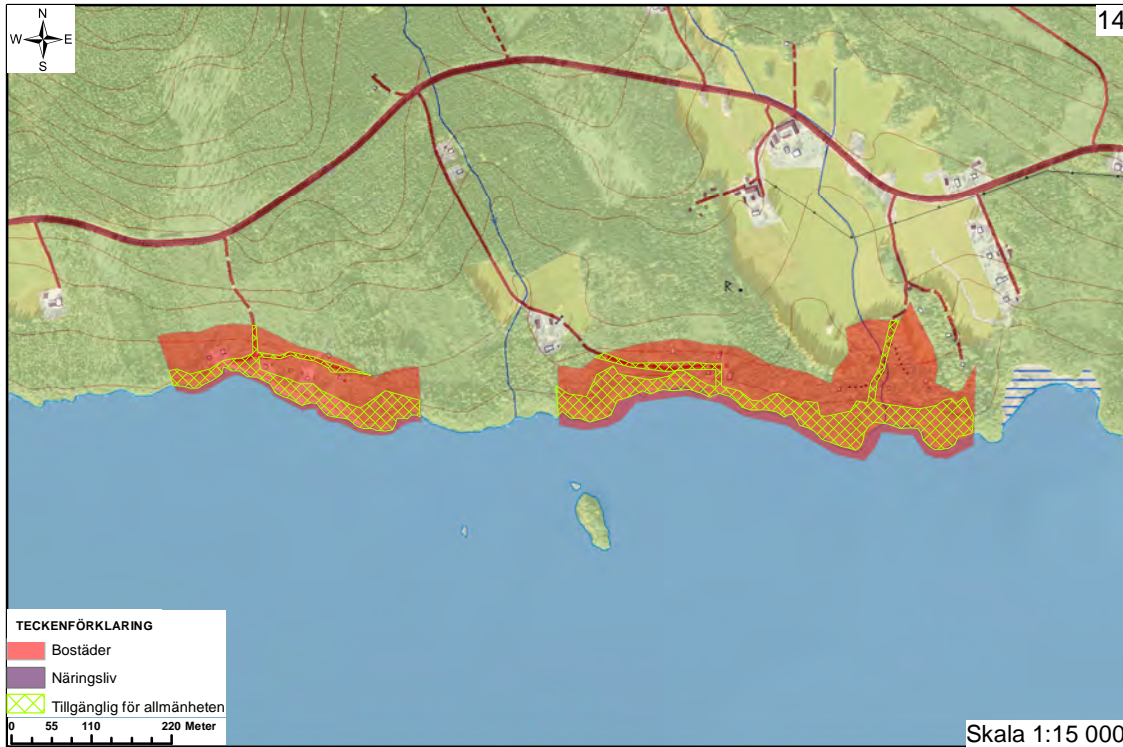 14
N
W E
S
R
TECKENFÖRKLARING
Bostäder
Näringsliv
Tillgänglig för allmänheten
0 55 110 220 Meter
Skala 1:15 000